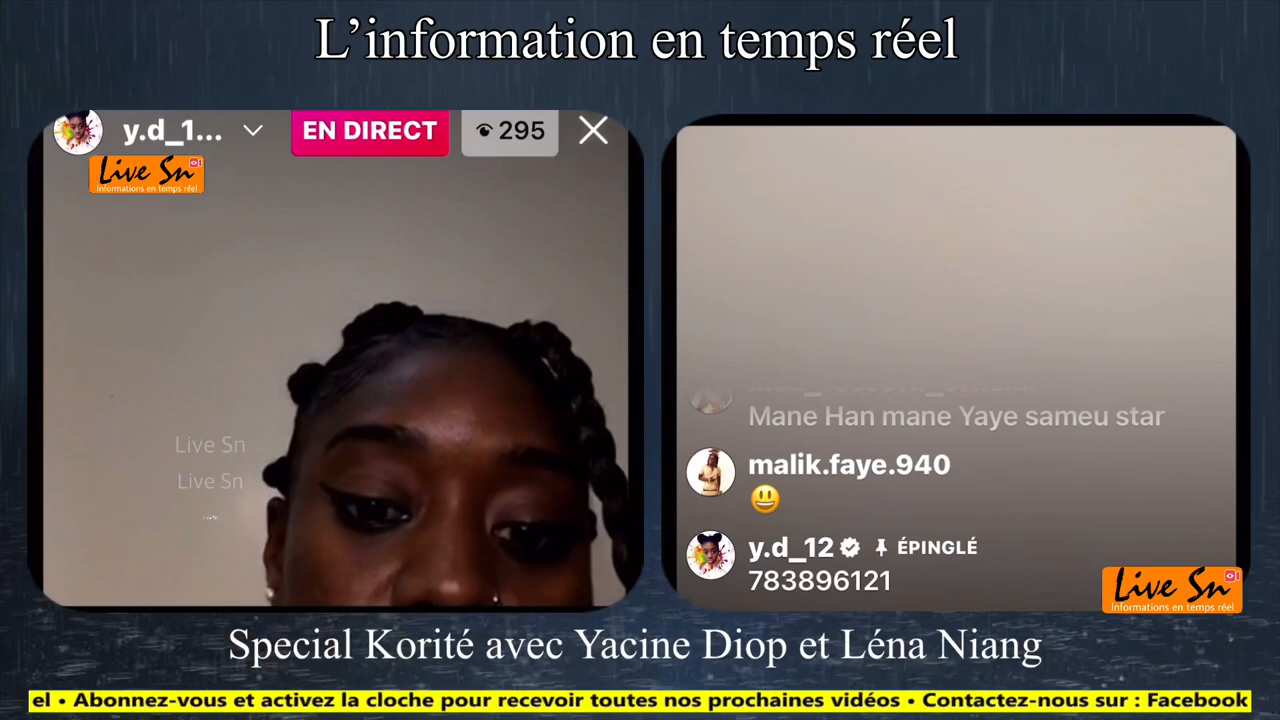 L’information en temps réel
y.d_1...
EN DIRECT
295
Live Sn
Informations en temps réel
Live Sn
Live Sn
Mane Han mane Yaye sameu star
malik.faye.940
😃
y.d_12 ÉPINGLÉ
783896121
Live Sn
Informations en temps réel
Special Korité avec Yacine Diop et Léna Niang
el • Abonnez-vous et activez la cloche pour recevoir toutes nos prochaines vidéos • Contactez-nous sur : Facebook